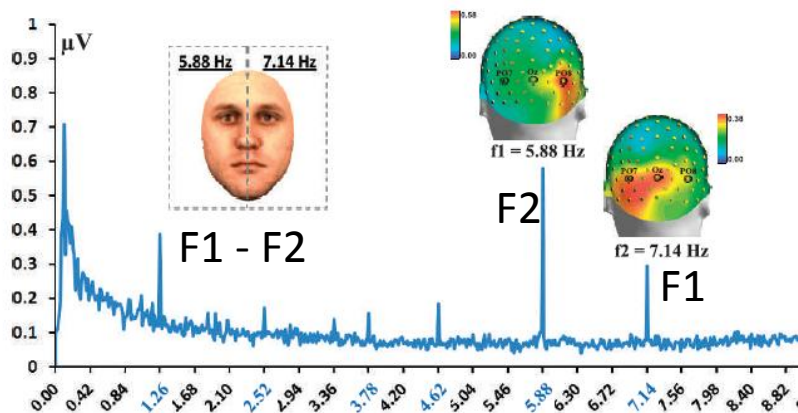 1
µV
0.9
0.8
0.7
0.6
0.5
0.4
0.3
0.2
0.1
0
5.88 Hz 7.14 Hz
F1 - F2
0.58
0.00
PO7 Oz PO8
f1 = 5.88 Hz
F2
0.38
0.00
PO7 Oz PO8
f2 = 7.14 Hz
F1
0.00 0.42 0.84 1.26 1.68 2.10 2.52 2.94 3.36 3.78 4.20 4.62 5.04 5.46 5.88 6.30 6.72 7.14 7.56 7.98 8.40 8.82